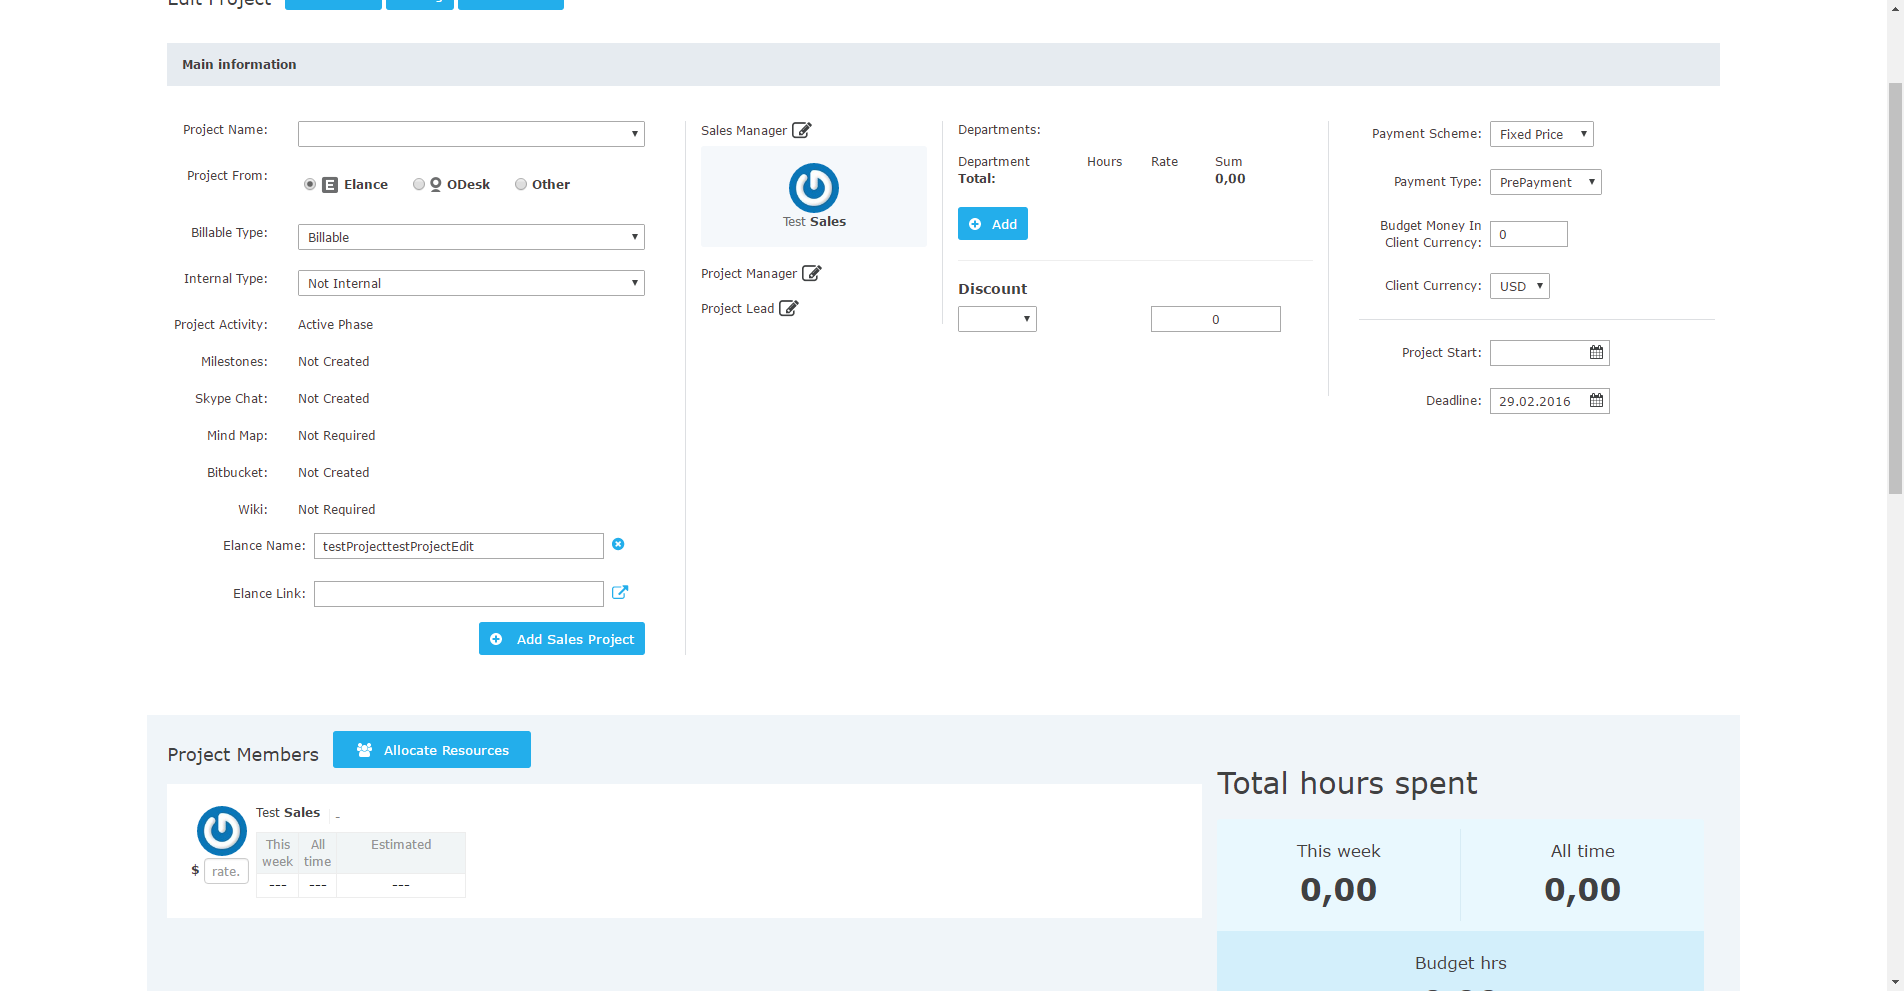 Edit Project
Main information
Project Name:
Project From:
E Elance
ODesk
Other
Billable Type:
Billable
Internal Type:
Not Internal
Project Activity:
Active Phase
Milestones:
Not Created
Skype Chat:
Not Created
Mind Map:
Not Required
Bitbucket:
Not Created
Wiki:
Not Required
Elance Name:
testProjecttestProjectEdit
Elance Link:
Add Sales Project
Sales Manager
Test Sales
Project Manager
Project Lead
Departments:
Department Hours Rate Sum
Total: 0,00
Add
Discount
0
Payment Scheme:
Fixed Price
Payment Type:
PrePayment
Budget Money In
Client Currency:
0
Client Currency:
USD
Project Start:
Deadline:
29.02.2016
Project Members
Allocate Resources
Test Sales -
$ rate.
This
week
All
time
Estimated
--- --- ---
Total hours spent
This week
0,00
All time
0,00
Budget hrs